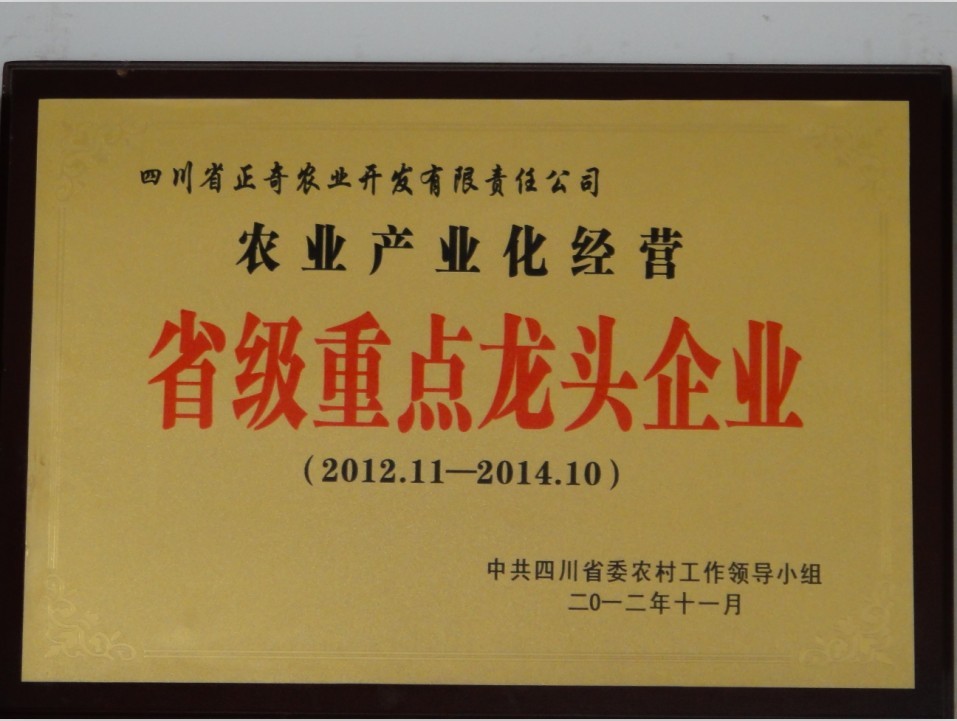 四川省正奇农业开发有限责任公司
农业产业化经营
省级重点龙头企业
（2012.11—2014.10）
中共四川省委农村工作领导小组
二0一二年十一月